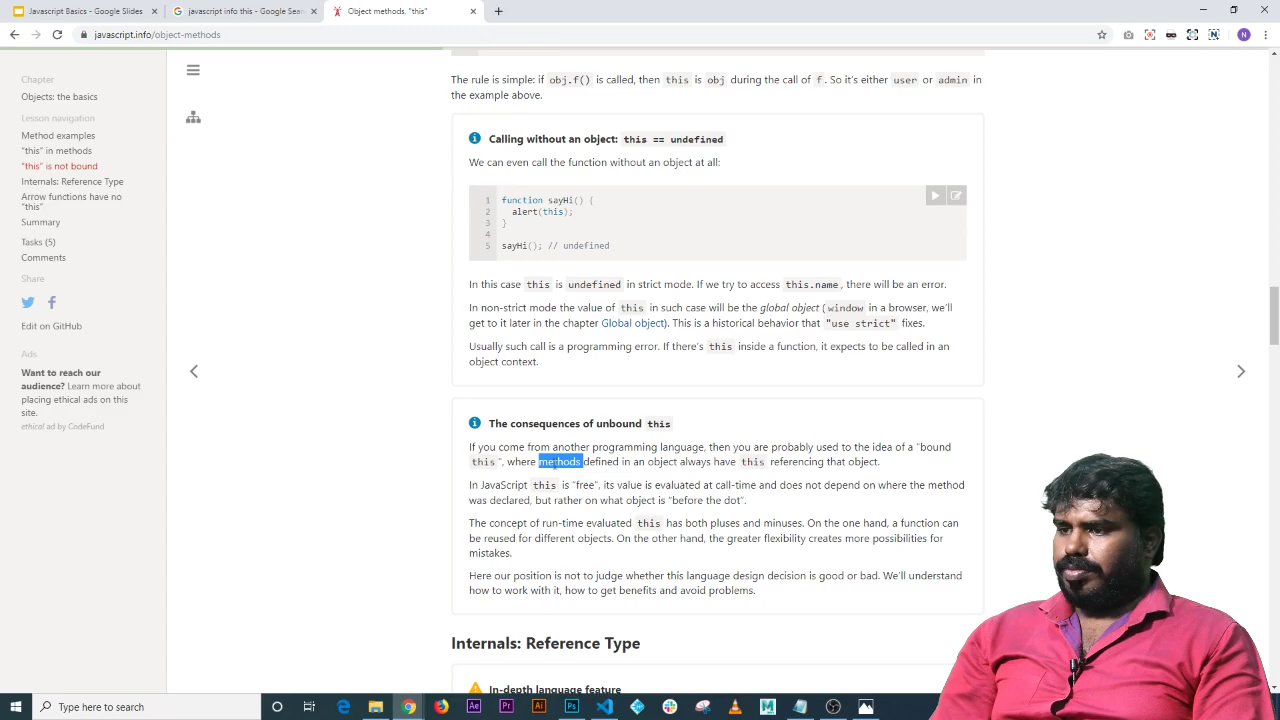 Javascript Basics - Google Slides
javascript info this - Google Sear
Object methods, "this"
javascript.info/object-methods
N
Chapter
Objects: the basics
Lesson navigation
Method examples
"this" in methods
"this" is not bound
Internals: Reference Type
Arrow functions have no
"this"
Summary
Tasks (5)
Comments
Share
Edit on GitHub
Ads
Want to reach our
audience? Learn more about
placing ethical ads on this
site.
ethical ad by CodeFund
The rule is simple: if obj.f() is called, then this is obj during the call of f. So it's either user or admin in
the example above.
Calling without an object: this == undefined
We can even call the function without an object at all:
1 function sayHi() {
2 alert(this);
3 }
4
5 sayHi(); // undefined
In this case this is undefined in strict mode. If we try to access this.name, there will be an error.
In non-strict mode the value of this in such case will be the global object (window in a browser, we'll
get to it later in the chapter Global object). This is a historical behavior that "use strict" fixes.
Usually such call is a programming error. If there's this inside a function, it expects to be called in an
object context.
The consequences of unbound this
If you come from another programming language, then you are probably used to the idea of a "bound
this", where methods defined in an object always have this referencing that object.
In JavaScript this is "free", its value is evaluated at call-time and does not depend on where the method
was declared, but rather on what object is "before the dot".
The concept of run-time evaluated this has both pluses and minuses. On the one hand, a function can
be reused for different objects. On the other hand, the greater flexibility creates more possibilities for
mistakes.
Here our position is not to judge whether this language design decision is good or bad. We'll understand
how to work with it, how to get benefits and avoid problems.
Internals: Reference Type
In-depth language feature
Type here to search
Ae
Pr
Ai
Ps